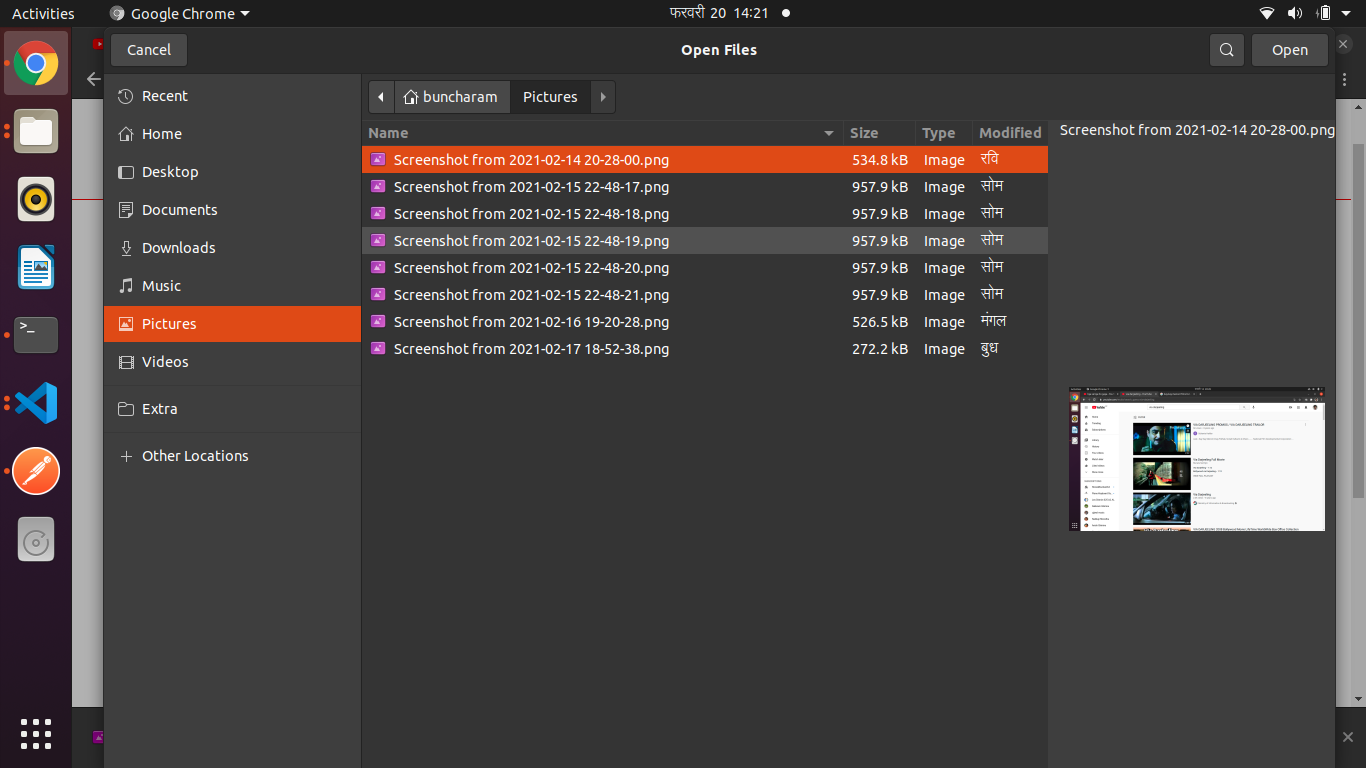 Activities Google Chrome फरवरी 20 14:21
Cancel Open Files Open
Recent
Home
Desktop
Documents
Downloads
Music
Pictures
Videos
Extra
Other Locations
buncharam Pictures
Name Size Type Modified
Screenshot from 2021-02-14 20-28-00.png 534.8 kB Image रवि
Screenshot from 2021-02-15 22-48-17.png 957.9 kB Image सोम
Screenshot from 2021-02-15 22-48-18.png 957.9 kB Image सोम
Screenshot from 2021-02-15 22-48-19.png 957.9 kB Image सोम
Screenshot from 2021-02-15 22-48-20.png 957.9 kB Image सोम
Screenshot from 2021-02-15 22-48-21.png 957.9 kB Image सोम
Screenshot from 2021-02-16 19-20-28.png 526.5 kB Image मंगल
Screenshot from 2021-02-17 18-52-38.png 272.2 kB Image बुध
Screenshot from 2021-02-14 20-28-00.png